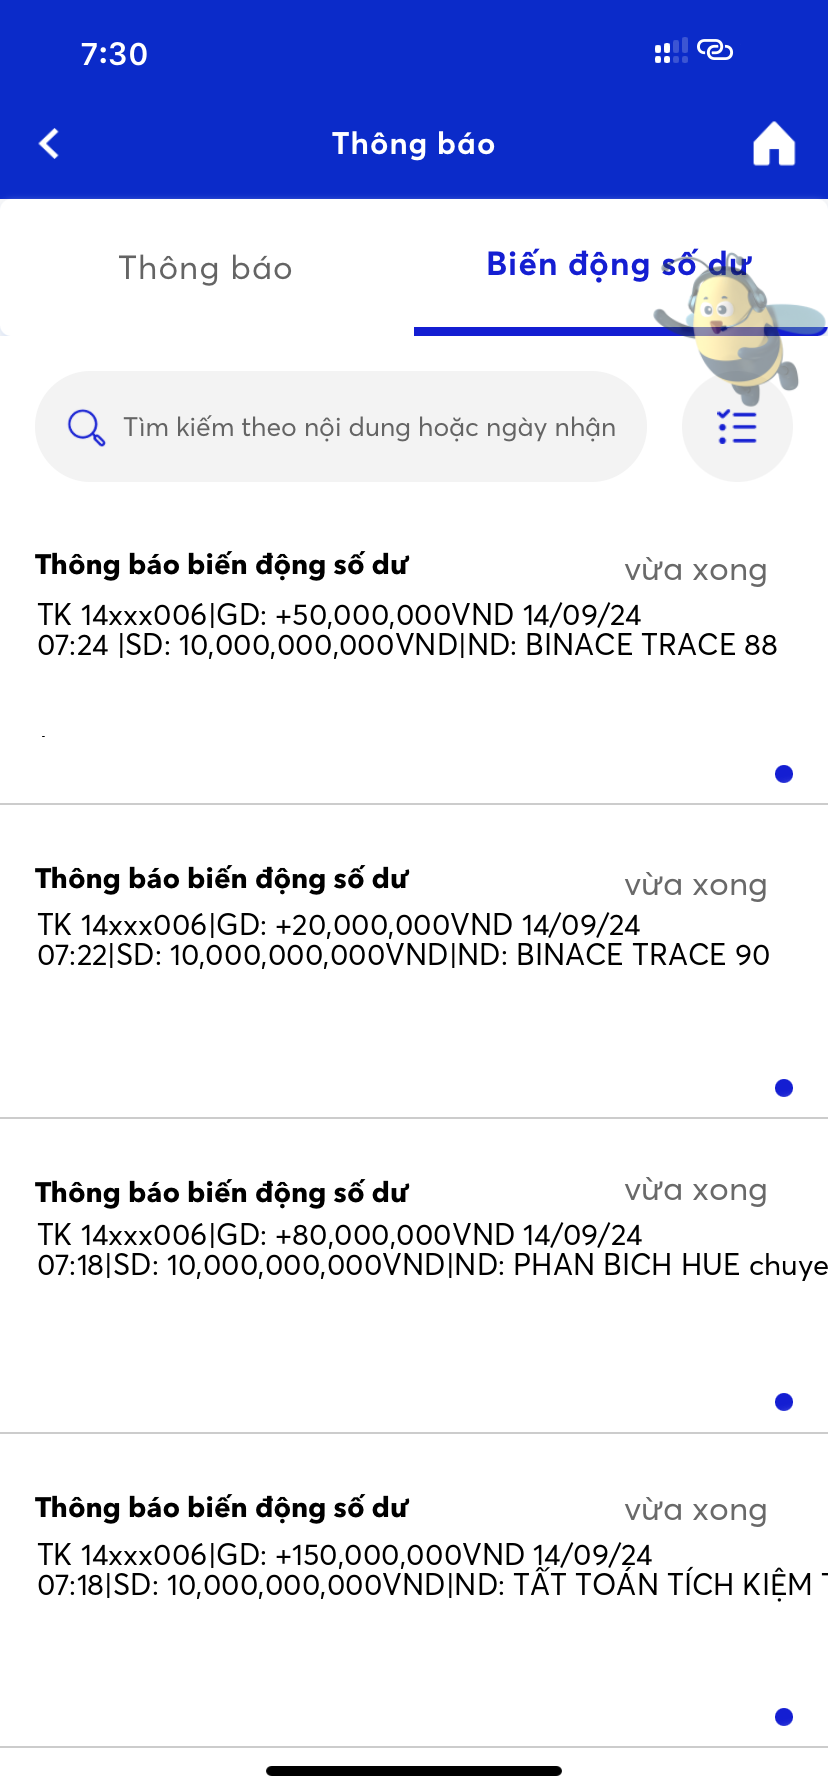 7:30
Thông báo
Thông báo
Biến động số dư
Tìm kiếm theo nội dung hoặc ngày nhận
Thông báo biến động số dư
vừa xong
TK 14xxx006|GD: +50,000,000VND 14/09/24
07:24 |SD: 10,000,000,000VND|ND: BINACE TRACE 88
Thông báo biến động số dư
vừa xong
TK 14xxx006|GD: +20,000,000VND 14/09/24
07:22|SD: 10,000,000,000VND|ND: BINACE TRACE 90
Thông báo biến động số dư
vừa xong
TK 14xxx006|GD: +80,000,000VND 14/09/24
07:18|SD: 10,000,000,000VND|ND: PHAN BICH HUE chuye
Thông báo biến động số dư
vừa xong
TK 14xxx006|GD: +150,000,000VND 14/09/24
07:18|SD: 10,000,000,000VND|ND: TẤT TOÁN TÍCH KIỆM